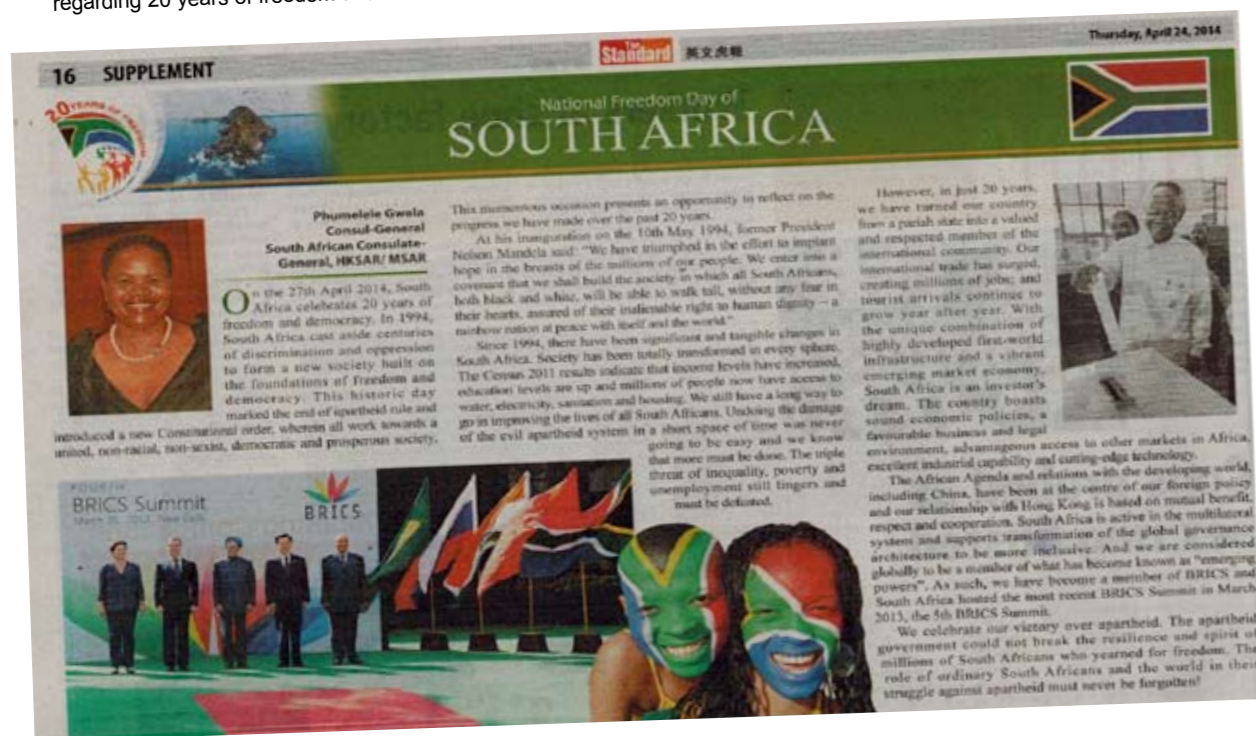 regarding 20 years of freedom
16 SUPPLEMENT
The Standard 英文虎報
Thursday, April 24, 2014
20 YEARS OF FREEDOM
National Freedom Day of
SOUTH AFRICA
Phumelele Gwala
Consul-General
South African Consulate-
General, HKSAR/ MSAR
On the 27th April 2014, South
Africa celebrates 20 years of
freedom and democracy. In 1994,
South Africa cast aside centuries
of discrimination and oppression
to form a new society built on
the foundations of freedom and
democracy. This historic day
marked the end of apartheid rule and
introduced a new Constitutional order, wherein all work towards a
united, non-racial, non-sexist, democratic and prosperous society.
This momentous occasion presents an opportunity to reflect on the
progress we have made over the past 20 years.
At his inauguration on the 10th May 1994, former President
Nelson Mandela said: "We have triumphed in the effort to implant
hope in the breasts of the millions of our people. We enter into a
covenant that we shall build the society in which all South Africans,
both black and white, will be able to walk tall, without any fear in
their hearts, assured of their inalienable right to human dignity – a
rainbow nation at peace with itself and the world."
Since 1994, there have been significant and tangible changes in
South Africa. Society has been totally transformed in every sphere.
The Census 2011 results indicate that income levels have increased,
education levels are up and millions of people now have access to
water, electricity, sanitation and housing. We still have a long way to
go in improving the lives of all South Africans. Undoing the damage
of the evil apartheid system in a short space of time was never
going to be easy and we know
that more must be done. The triple
threat of inequality, poverty and
unemployment still lingers and
must be defeated.
However, in just 20 years,
we have turned our country
from a pariah state into a valued
and respected member of the
international community. Our
international trade has surged,
creating millions of jobs; and
tourist arrivals continue to
grow year after year. With
the unique combination of
highly developed first-world
infrastructure and a vibrant
emerging market economy,
South Africa is an investor's
dream. The country boasts
sound economic policies, a
favourable business and legal
environment, advantageous access to other markets in Africa,
excellent industrial capability and cutting-edge technology.
The African Agenda and relations with the developing world,
including China, have been at the centre of our foreign policy
and our relationship with Hong Kong is based on mutual benefit,
respect and cooperation. South Africa is active in the multilateral
system and supports transformation of the global governance
architecture to be more inclusive. And we are considered
globally to be a member of what has become known as "emerging
powers". As such, we have become a member of BRICS and
South Africa hosted the most recent BRICS Summit in March
2013, the 5th BRICS Summit.
We celebrate our victory over apartheid. The apartheid
government could not break the resilience and spirit of
millions of South Africans who yearned for freedom. The
role of ordinary South Africans and the world in their
struggle against apartheid must never be forgotten!
FOURTH
BRICS Summit
March 29, 2012, New Delhi
BRICS